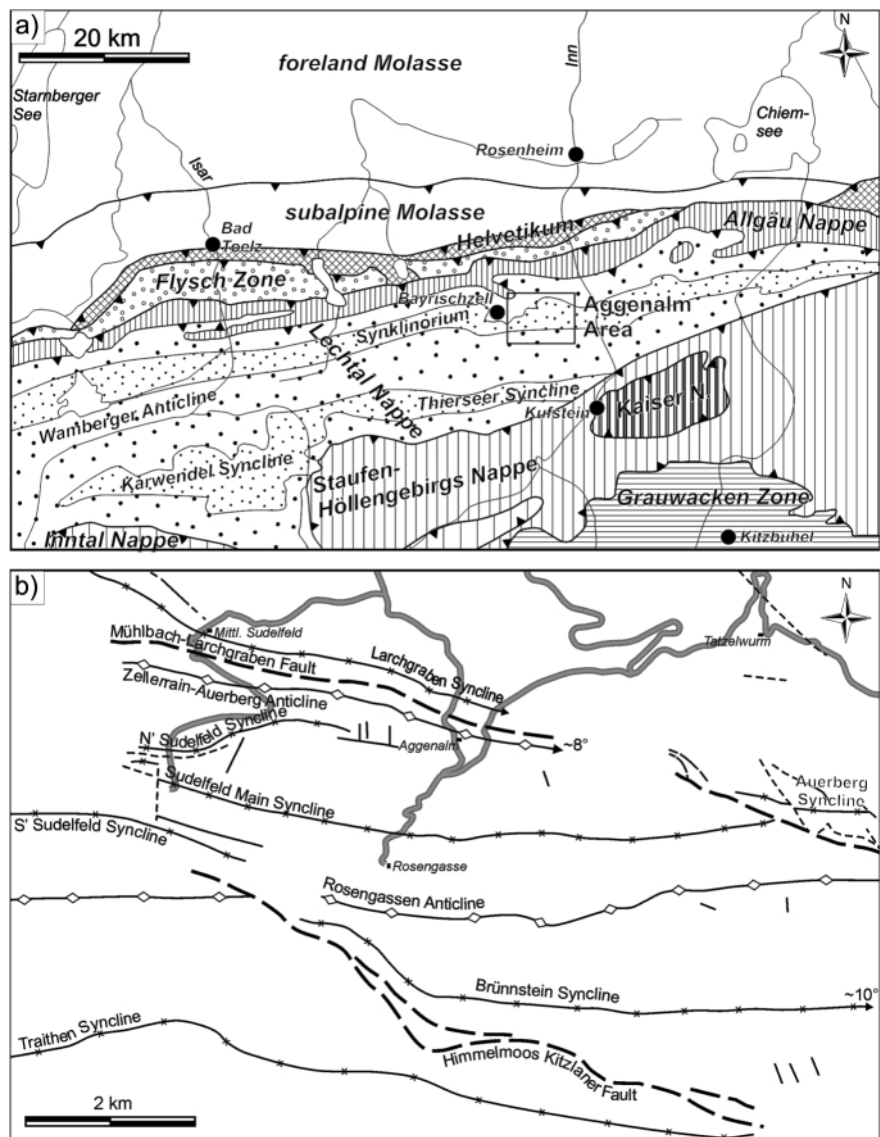 a)
20 km
N
foreland Molasse
Inn
Starnberger
See
Chiem-
see
Rosenheim
Isar
subalpine Molasse
Bad
Toelz
Helvetikum
Allgäu Nappe
Flysch Zone
Bayrischzell
Aggenalm
Area
Synklinorium
Lechtal Nappe
Thierseer Syncline
Wamberger Anticline
Kufstein
Kaiser N.
Karwendel Syncline
Staufen-
Höllengebirgs Nappe
Grauwacken Zone
Inntal Nappe
Kitzbuhel
b)
N
Mittl. Sudelfeld
Tatzelwurm
Mühlbach-Larchgraben Fault
Larchgraben Syncline
Zellerrain-Auerberg Anticline
N' Sudelfeld Syncline
Aggenalm
~8°
Sudelfeld Main Syncline
Auerberg
Syncline
S' Sudelfeld Syncline
Rosengasse
Rosengassen Anticline
Brünnstein Syncline
~10°
Traithen Syncline
Himmelmoos Kitzlaner Fault
2 km